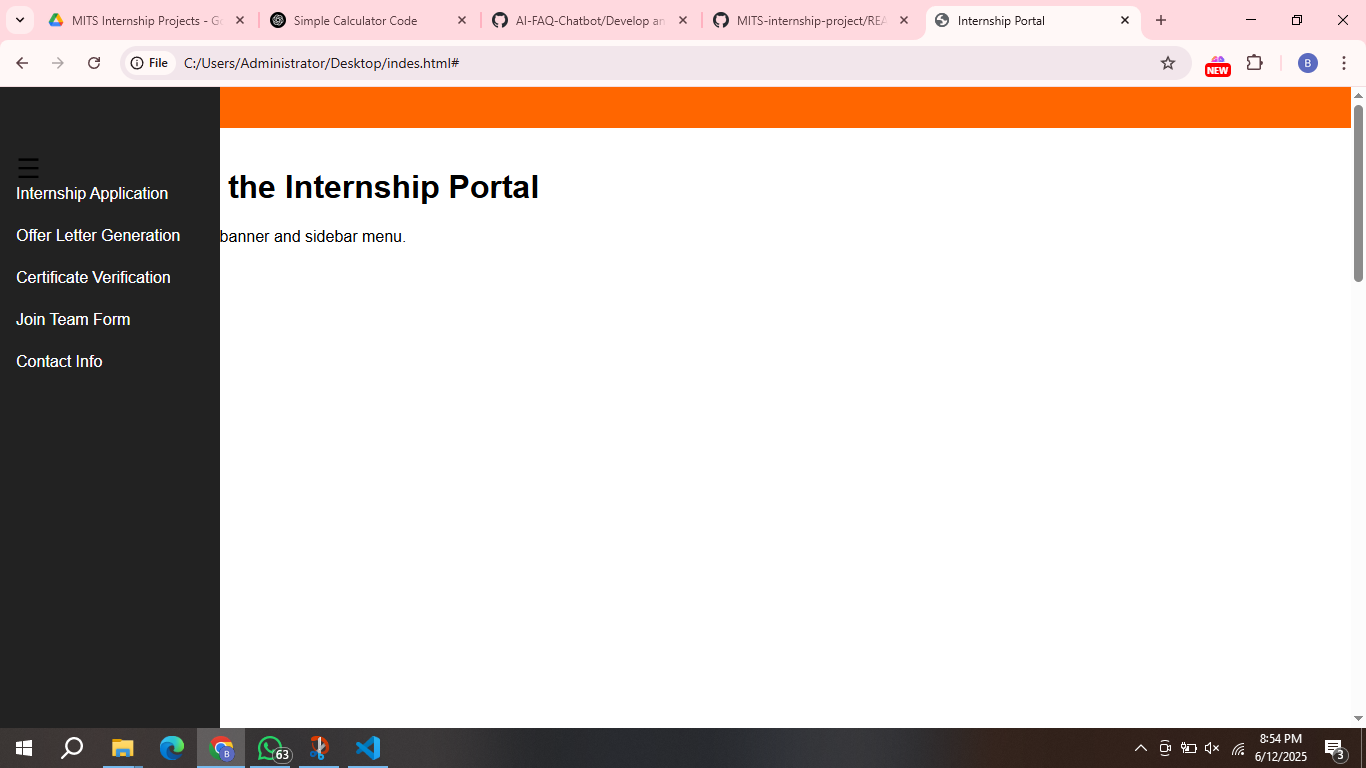 MITS Internship Projects - Go
Simple Calculator Code
AI-FAQ-Chatbot/Develop an
MITS-internship-project/REA
Internship Portal
File
C:/Users/Administrator/Desktop/indes.html#
NEW
B
the Internship Portal
Internship Application
Offer Letter Generation
banner and sidebar menu.
Certificate Verification
Join Team Form
Contact Info
B
63
8:54 PM
6/12/2025
3